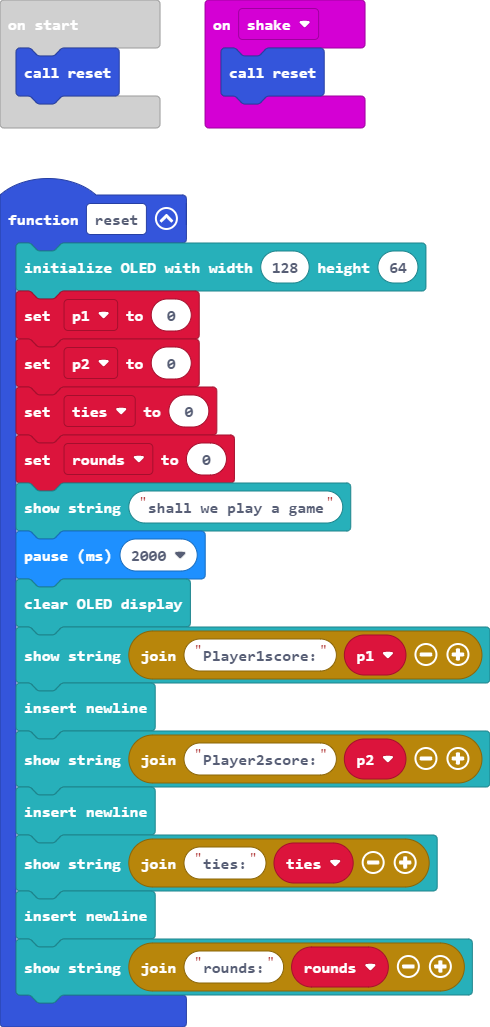 on start
call reset
on shake
call reset
function reset
initialize OLED with width 128 height 64
set p1 to 0
set p2 to 0
set ties to 0
set rounds to 0
show string "shall we play a game"
pause (ms) 2000
clear OLED display
show string join "Player1score:" p1
insert newline
show string join "Player2score:" p2
insert newline
show string join "ties:" ties
insert newline
show string join "rounds:" rounds